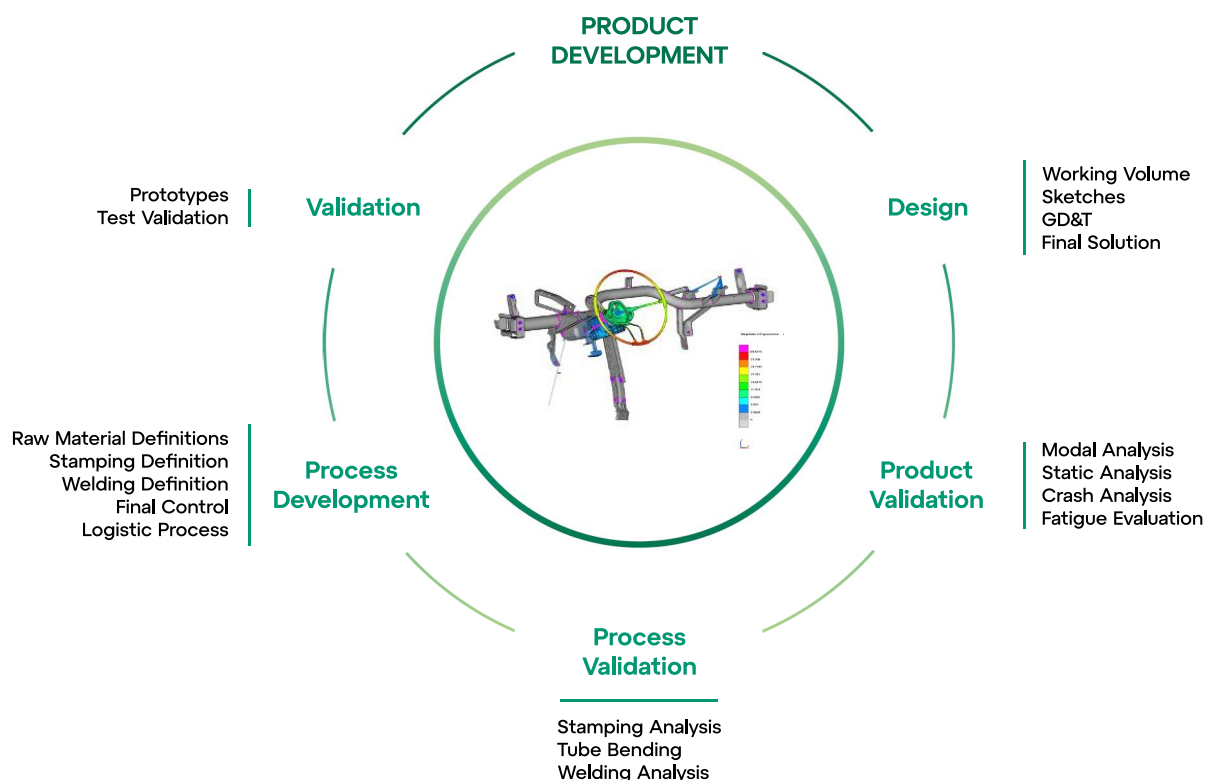 PRODUCT
DEVELOPMENT
Design
Working Volume
Sketches
GD&T
Final Solution
Product
Validation
Modal Analysis
Static Analysis
Crash Analysis
Fatigue Evaluation
Process
Validation
Stamping Analysis
Tube Bending
Welding Analysis
Process
Development
Raw Material Definitions
Stamping Definition
Welding Definition
Final Control
Logistic Process
Validation
Prototypes
Test Validation